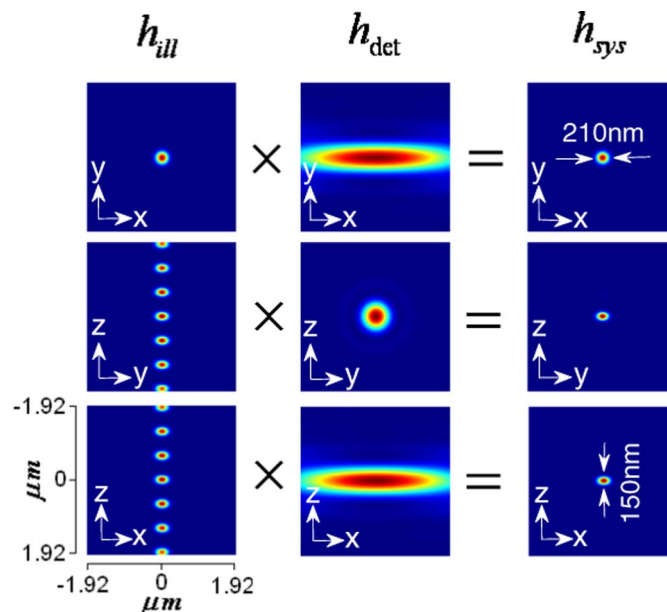 h_ill h_det h_sys
y x × y x = y x 210nm
z y × z y = z y
-1.92
0
1.92
μm
z x × z x = z x 150nm
-1.92 0 1.92
μm